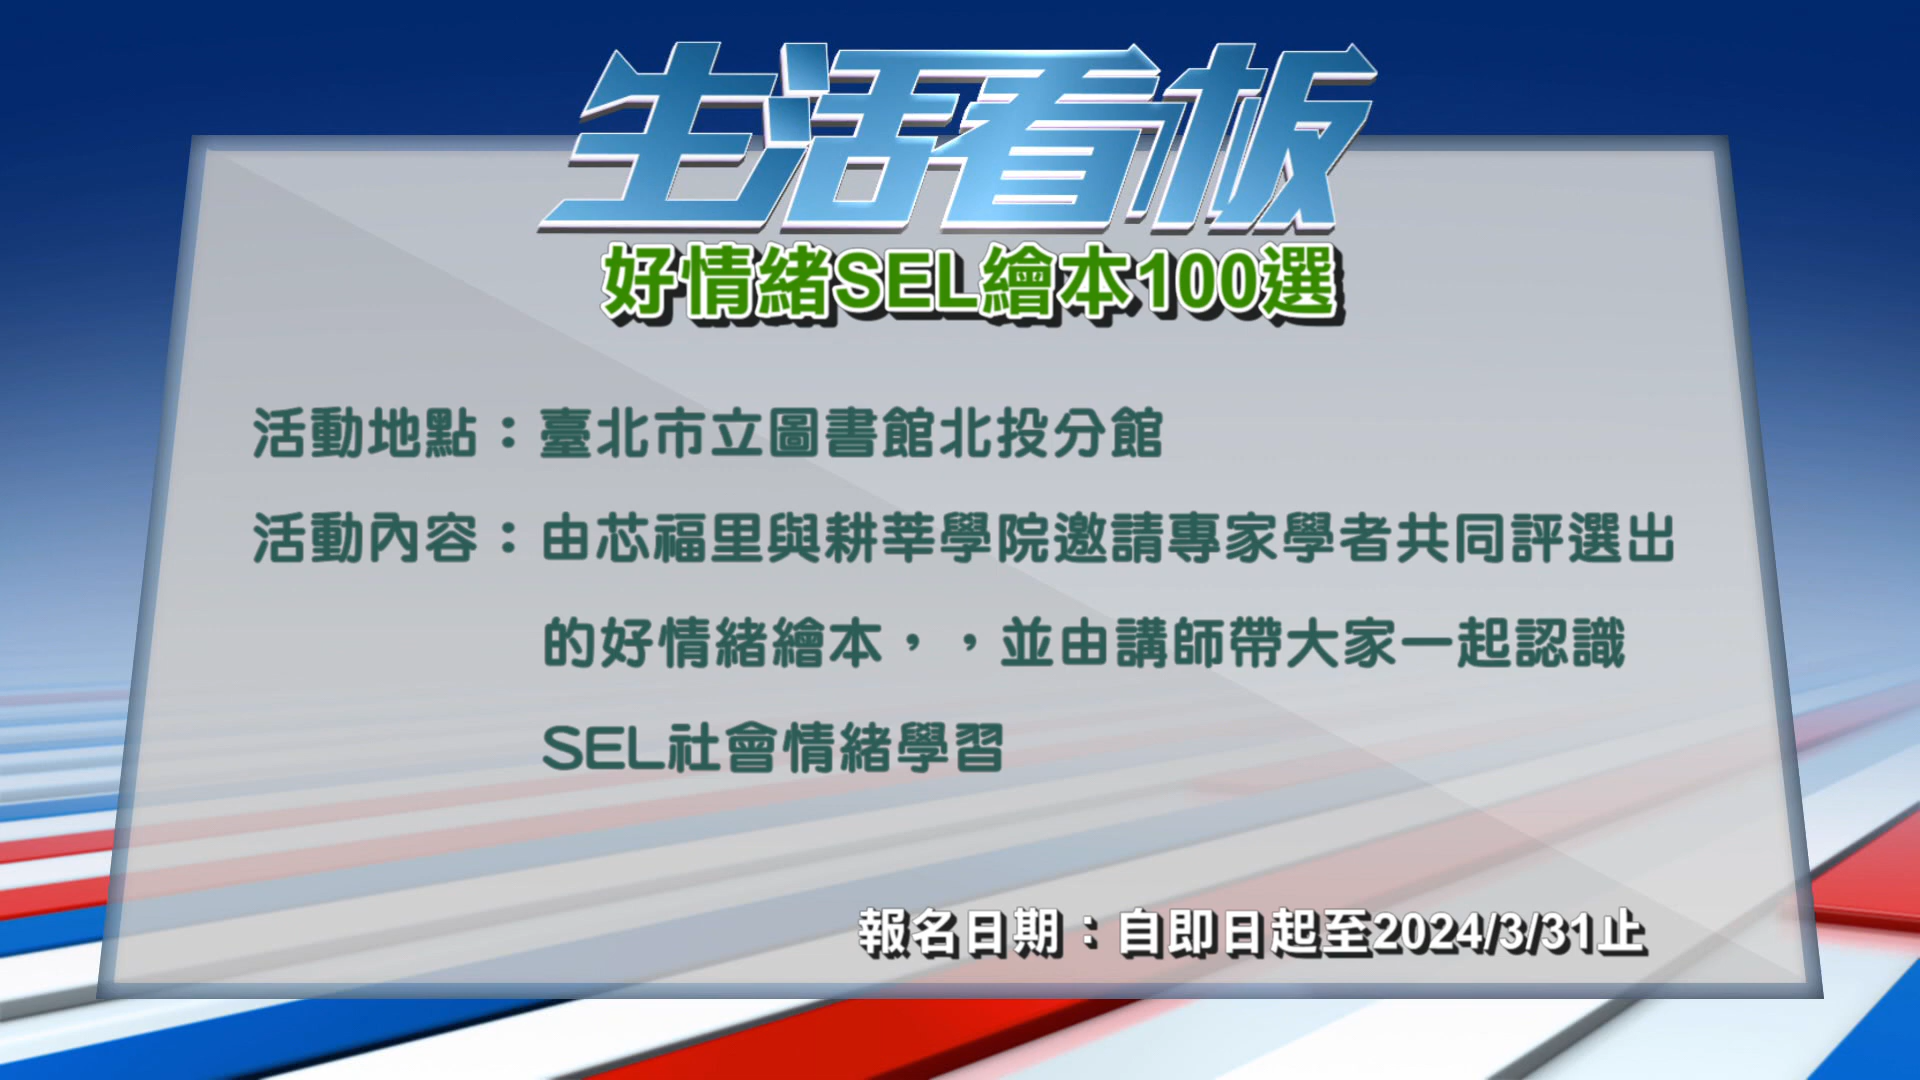 生活看板
好情緒SEL繪本100選
活動地點：臺北市立圖書館北投分館
活動內容：由芯福里與耕莘學院邀請專家學者共同評選出
的好情緒繪本，，並由講師帶大家一起認識
SEL社會情緒學習
報名日期：自即日起至2024/3/31止